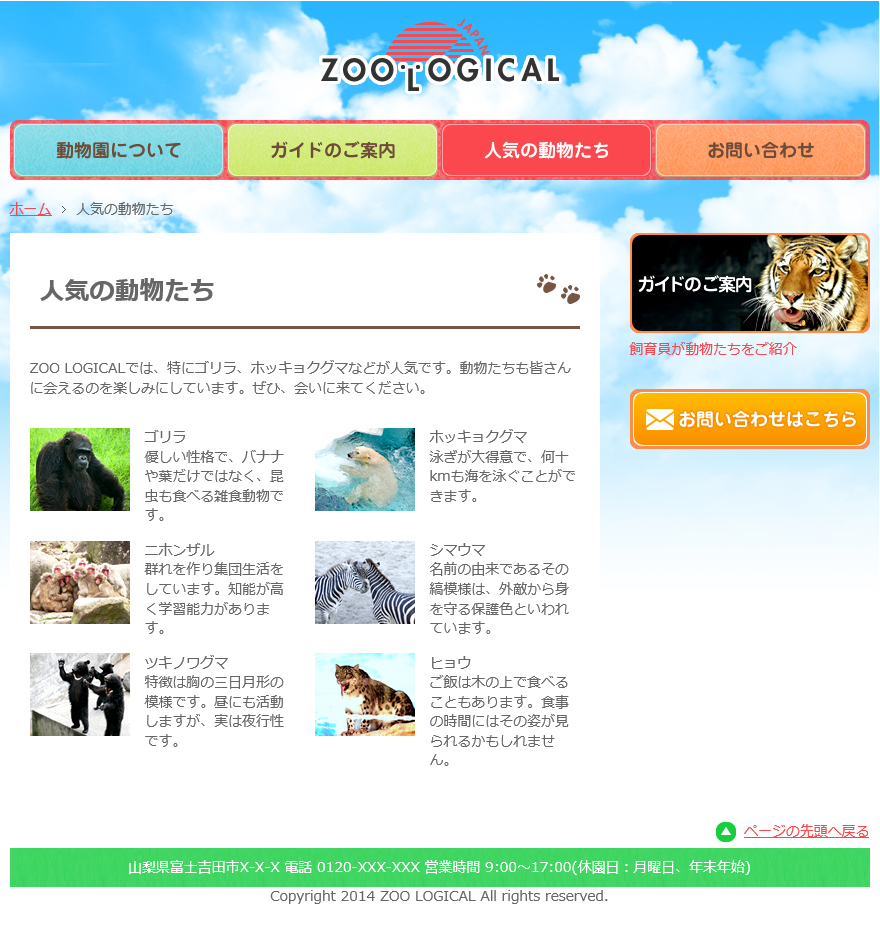 JAPAN
ZOOLOGICAL
動物園について
ガイドのご案内
人気の動物たち
お問い合わせ
ホーム > 人気の動物たち
人気の動物たち
ZOO LOGICALでは、特にゴリラ、ホッキョクグマなどが人気です。動物たちも皆さん
に会えるのを楽しみにしています。ぜひ、会いに来てください。
ゴリラ
優しい性格で、バナナ
や葉だけではなく、昆
虫も食べる雑食動物で
す。
ホッキョクグマ
泳ぎが大得意で、何十
kmも海を泳ぐことがで
きます。
ニホンザル
群れを作り集団生活を
しています。知能が高
く学習能力がありま
す。
シマウマ
名前の由来であるその
縞模様は、外敵から身
を守る保護色といわれ
ています。
ツキノワグマ
特徴は胸の三日月形の
模様です。昼にも活動
しますが、実は夜行性
です。
ヒョウ
ご飯は木の上で食べる
こともあります。食事
の時間にはその姿が見
られるかもしれませ
ん。
ガイドのご案内
飼育員が動物たちをご紹介
お問い合わせはこちら
ページの先頭へ戻る
山梨県富士吉田市X-X-X 電話 0120-XXX-XXX 営業時間 9:00～17:00(休園日：月曜日、年末年始)
Copyright 2014 ZOO LOGICAL All rights reserved.